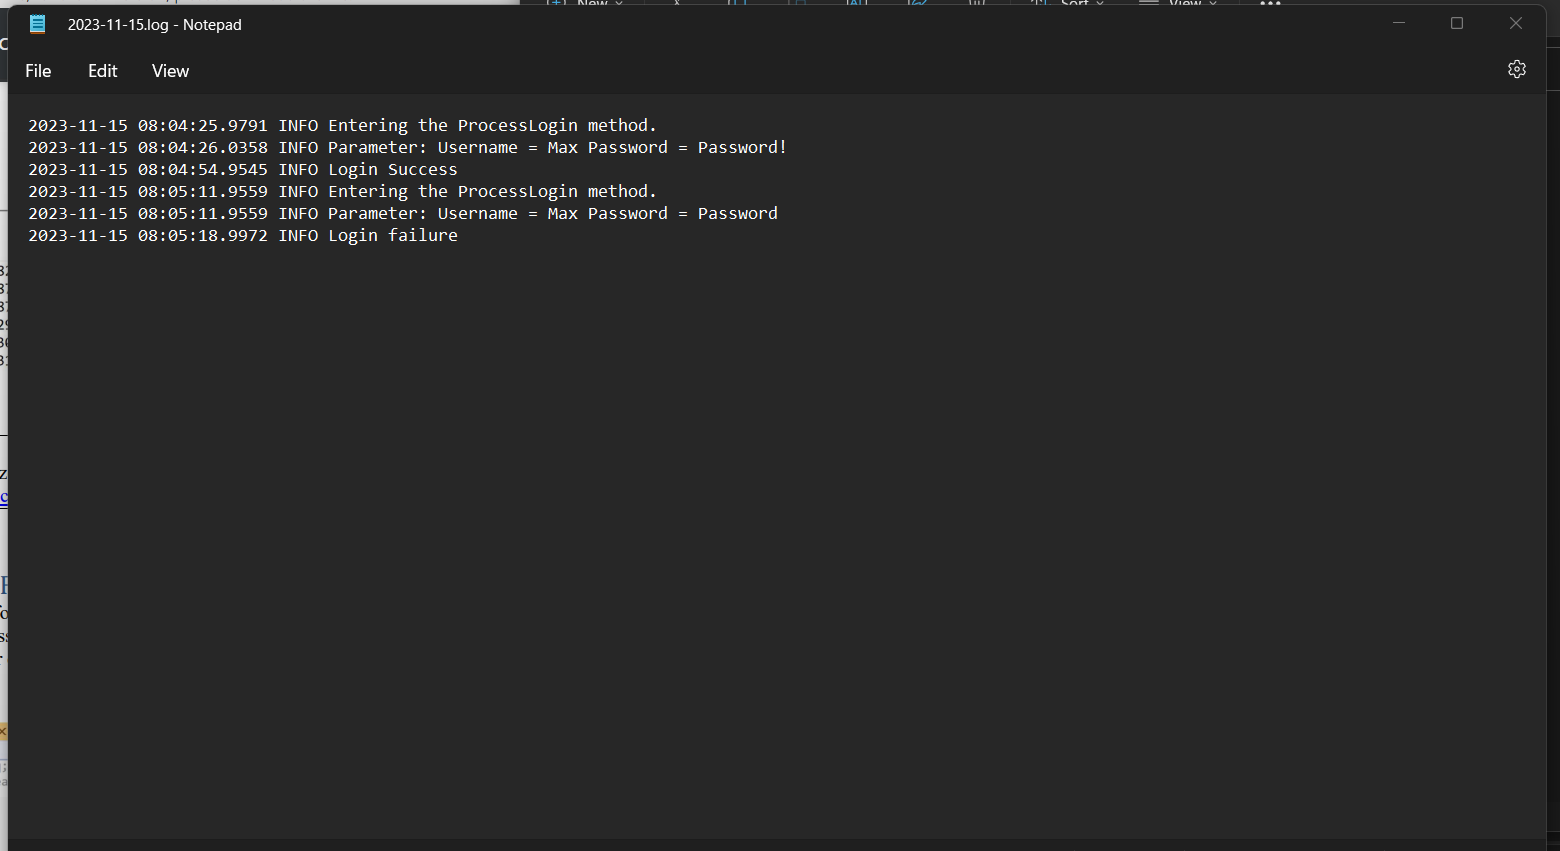 New
Sort
View
2023-11-15.log - Notepad
File Edit View
2023-11-15 08:04:25.9791 INFO Entering the ProcessLogin method.
2023-11-15 08:04:26.0358 INFO Parameter: Username = Max Password = Password!
2023-11-15 08:04:54.9545 INFO Login Success
2023-11-15 08:05:11.9559 INFO Entering the ProcessLogin method.
2023-11-15 08:05:11.9559 INFO Parameter: Username = Max Password = Password
2023-11-15 08:05:18.9972 INFO Login failure